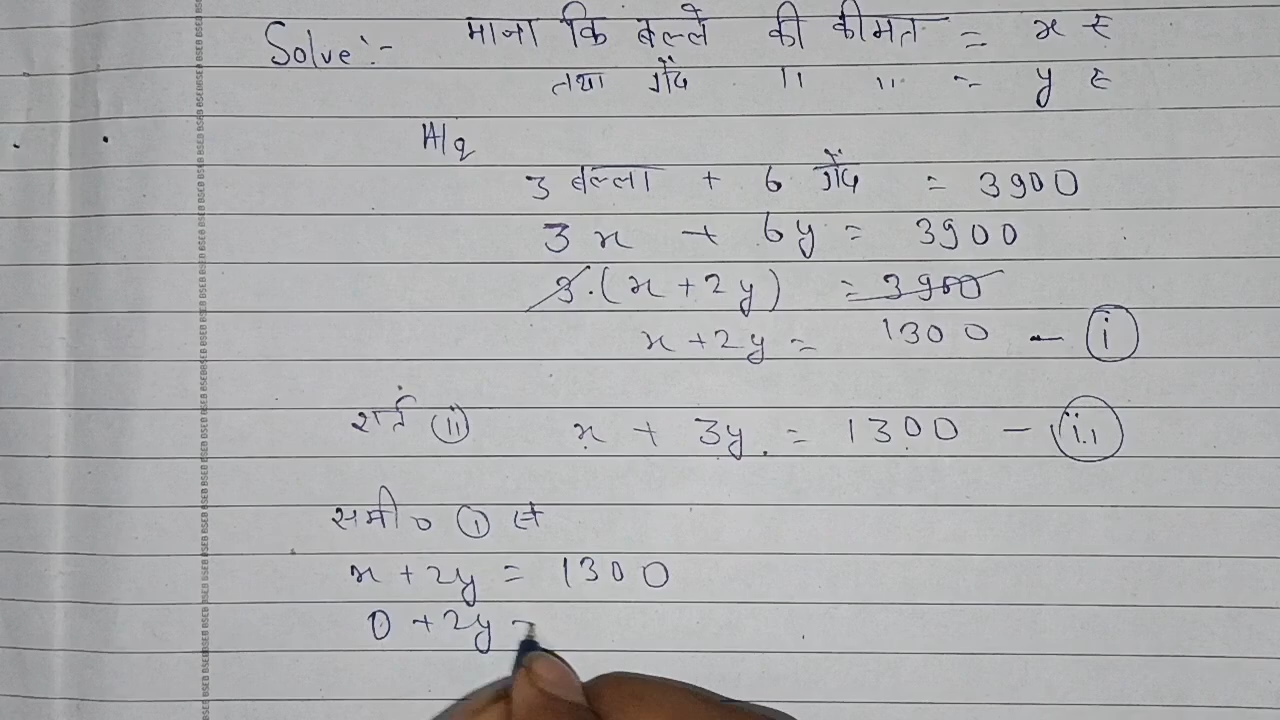 Solve :- माना कि बल्ले की कीमत = x ₹
तथा गेंद " " = y ₹
A/q
3 बल्ला + 6 गेंद = 3900
3x + 6y = 3900
3.(x+2y) = 3900
x+2y = 1300 - (i)
शर्त (ii) x + 3y = 1300 - (ii)
समी० (i) से
x + 2y = 1300
0 + 2y =